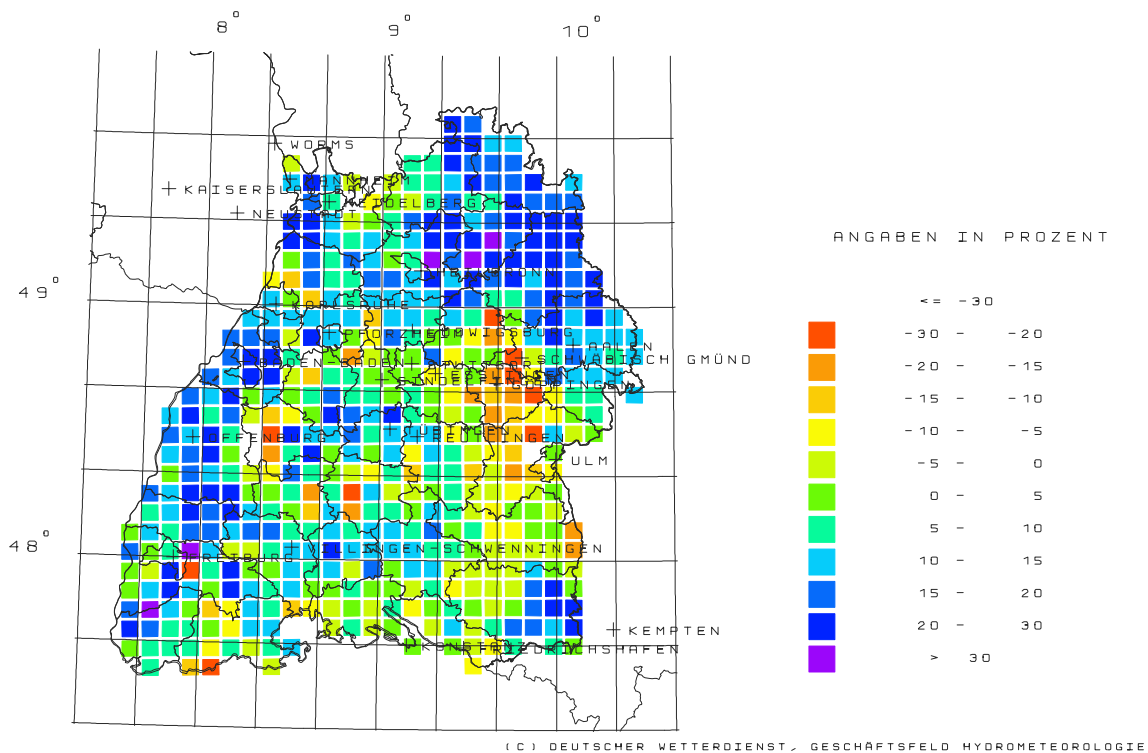 8° 9° 10°
WORMS
MANNHEIM
KAISERSLAUTERN
HEIDELBERG
NEUSTADT
HEILBRONN
49°
KARLSRUHE
PFORZHEIM
LUDWIGSBURG
AALEN
SCHWÄBISCH GMÜND
BADEN-BADEN
STUTTGART
ESSLINGEN
SINDELFINGEN
GÖPPINGEN
TÜBINGEN
OFFENBURG
REUTLINGEN
ULM
48°
VILLINGEN-SCHWENNINGEN
FREIBURG
KEMPTEN
KONSTANZ
FRIEDRICHSHAFEN
ANGABEN IN PROZENT
<= -30
-30 - -20
-20 - -15
-15 - -10
-10 - -5
-5 - 0
0 - 5
5 - 10
10 - 15
15 - 20
20 - 30
> 30
(C) DEUTSCHER WETTERDIENST, GESCHÄFTSFELD HYDROMETEOROLOGIE